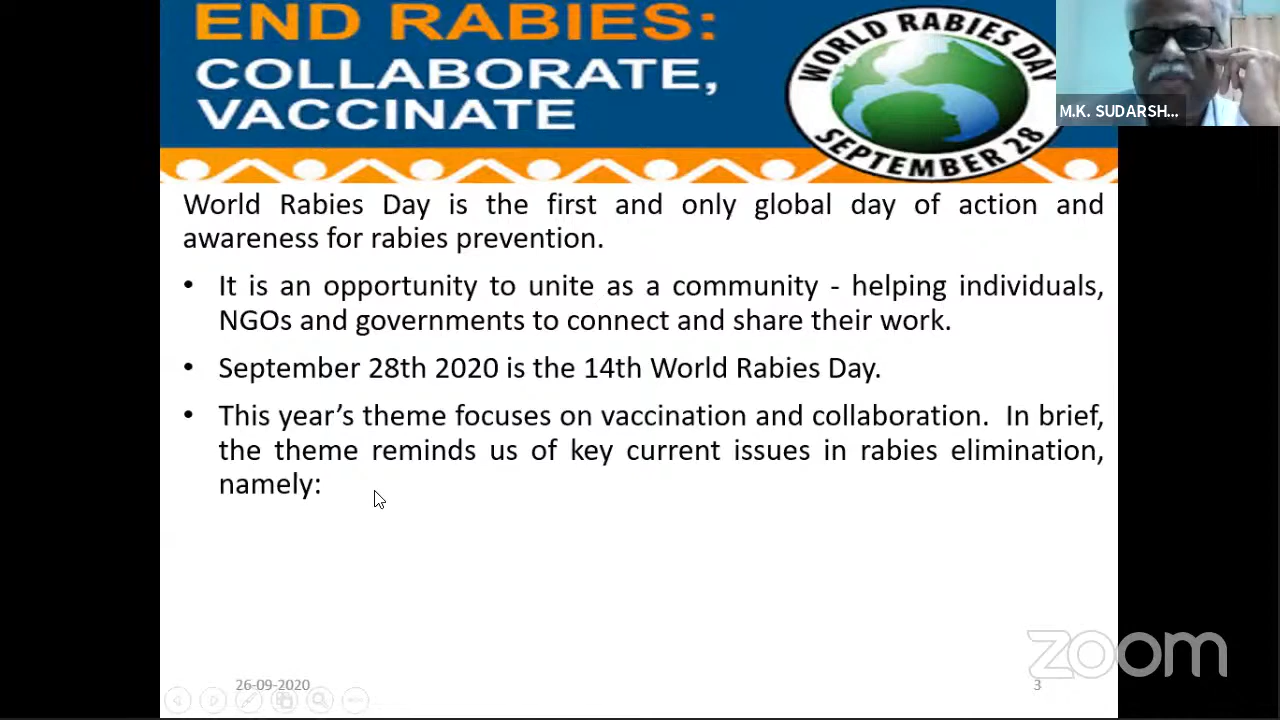 END RABIES:
COLLABORATE,
VACCINATE
WORLD RABIES DAY
SEPTEMBER 28
M.K. SUDARSH...
World Rabies Day is the first and only global day of action and
awareness for rabies prevention.
• It is an opportunity to unite as a community - helping individuals,
NGOs and governments to connect and share their work.
• September 28th 2020 is the 14th World Rabies Day.
• This year’s theme focuses on vaccination and collaboration. In brief,
the theme reminds us of key current issues in rabies elimination,
namely:
zoom
26-09-2020
3